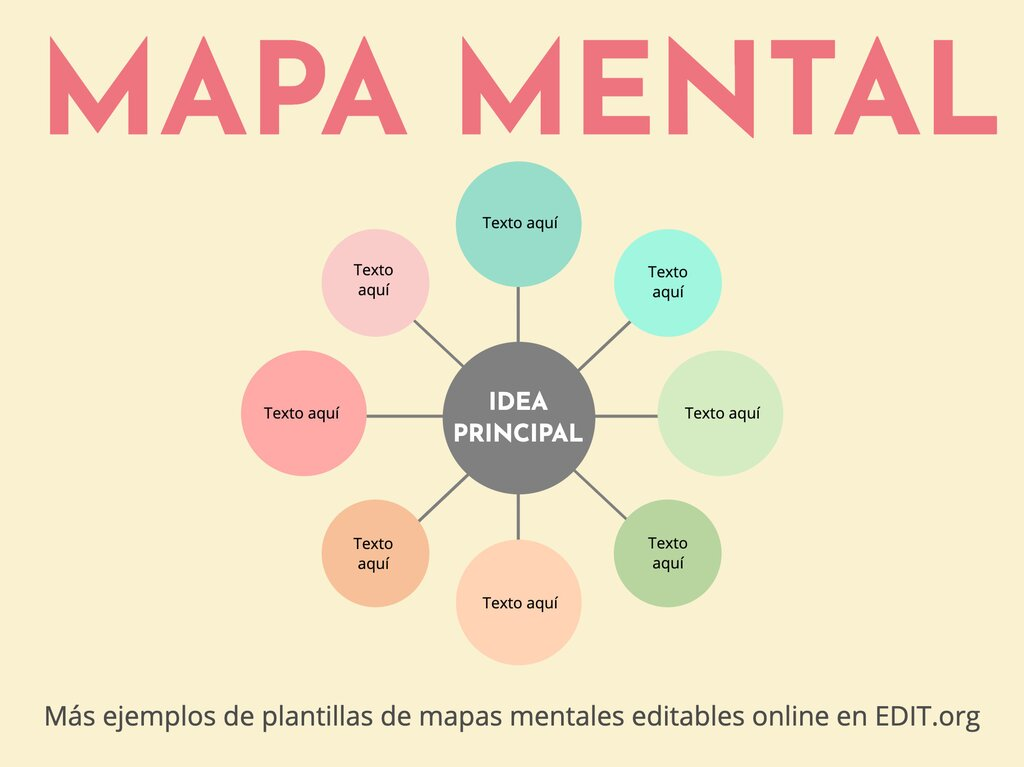 MAPA MENTAL
Texto aquí
Texto
aquí
Texto
aquí
Texto aquí
IDEA
PRINCIPAL
Texto aquí
Texto
aquí
Texto
aquí
Texto aquí
Más ejemplos de plantillas de mapas mentales editables online en EDIT.org